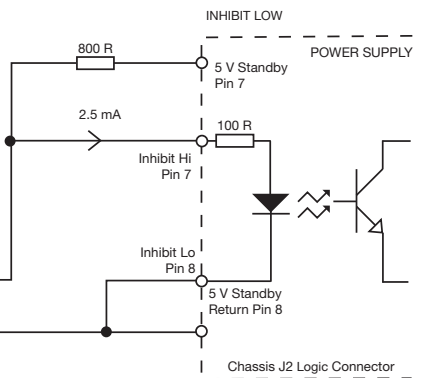 INHIBIT LOW
POWER SUPPLY
800 R
5 V Standby
Pin 7
2.5 mA
100 R
Inhibit Hi
Pin 7
Inhibit Lo
Pin 8
5 V Standby
Return Pin 8
Chassis J2 Logic Connector